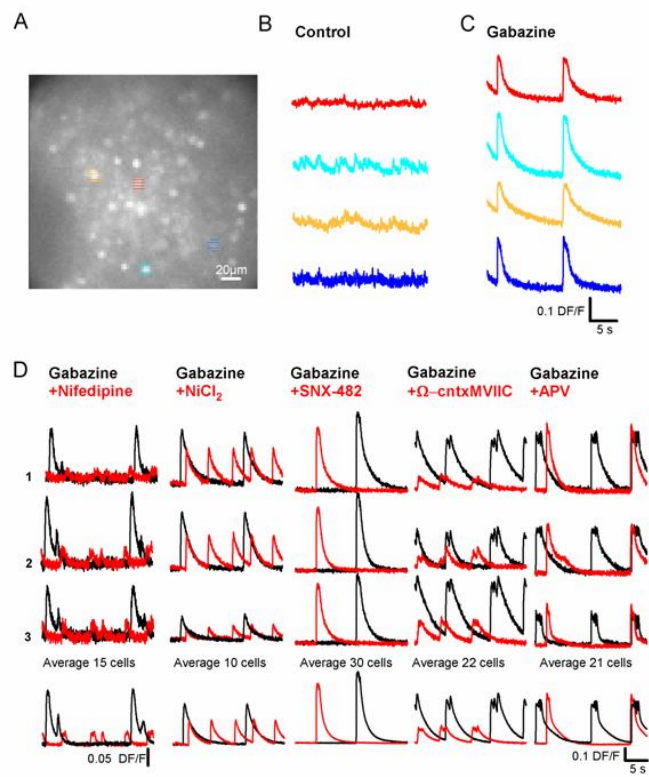 A
B
Control
C
Gabazine
20μm
0.1 DF/F
5 s
D
Gabazine
+Nifedipine
Gabazine
+NiCl₂
Gabazine
+SNX-482
Gabazine
+Ω-cntxMVIIC
Gabazine
+APV
1
2
3
Average 15 cells
Average 10 cells
Average 30 cells
Average 22 cells
Average 21 cells
0.05 DF/F
0.1 DF/F
5 s